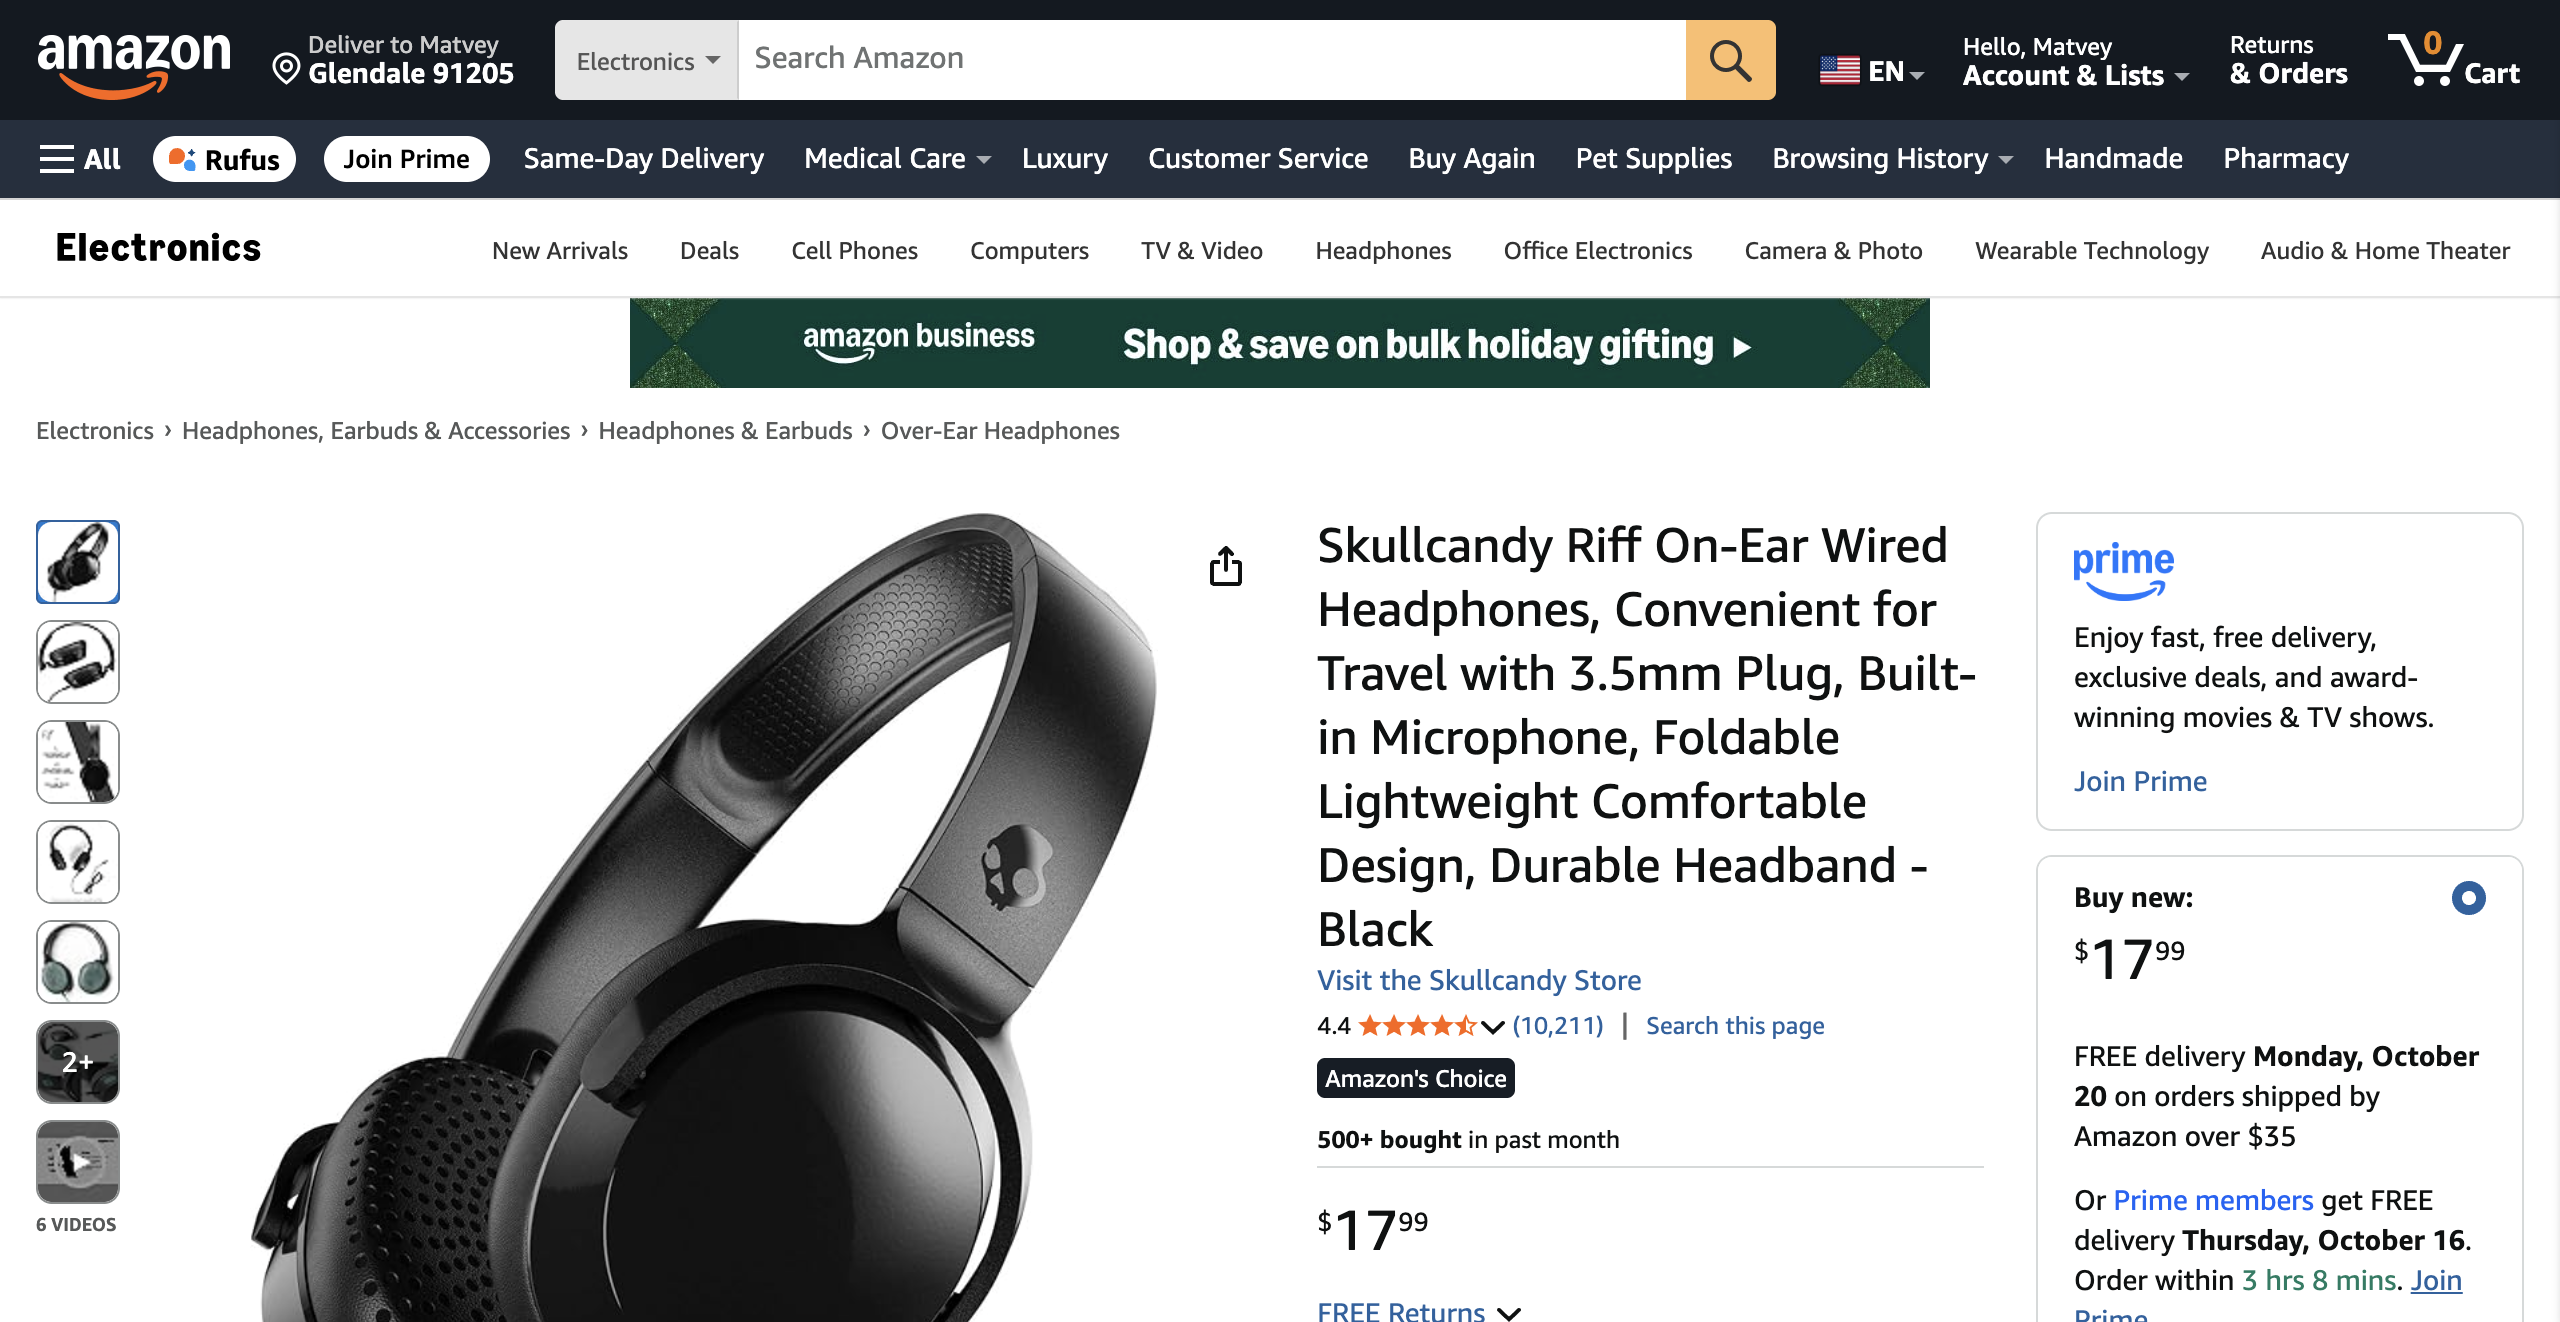 amazon
Deliver to Matvey
Glendale 91205
Electronics
Search Amazon
EN
Hello, Matvey
Account & Lists
Returns
& Orders
0
Cart
All
Rufus
Join Prime
Same-Day Delivery
Medical Care
Luxury
Customer Service
Buy Again
Pet Supplies
Browsing History
Handmade
Pharmacy
Electronics
New Arrivals
Deals
Cell Phones
Computers
TV & Video
Headphones
Office Electronics
Camera & Photo
Wearable Technology
Audio & Home Theater
amazon business
Shop & save on bulk holiday gifting
Electronics › Headphones, Earbuds & Accessories › Headphones & Earbuds › Over-Ear Headphones
2+
6 VIDEOS
Skullcandy Riff On-Ear Wired
Headphones, Convenient for
Travel with 3.5mm Plug, Built-
in Microphone, Foldable
Lightweight Comfortable
Design, Durable Headband -
Black
Visit the Skullcandy Store
4.4 (10,211) | Search this page
Amazon's Choice
500+ bought in past month
$17 99
FREE Returns
prime
Enjoy fast, free delivery,
exclusive deals, and award-
winning movies & TV shows.
Join Prime
Buy new:
$17 99
FREE delivery Monday, October
20 on orders shipped by
Amazon over $35
Or Prime members get FREE
delivery Thursday, October 16.
Order within 3 hrs 8 mins. Join
Prime